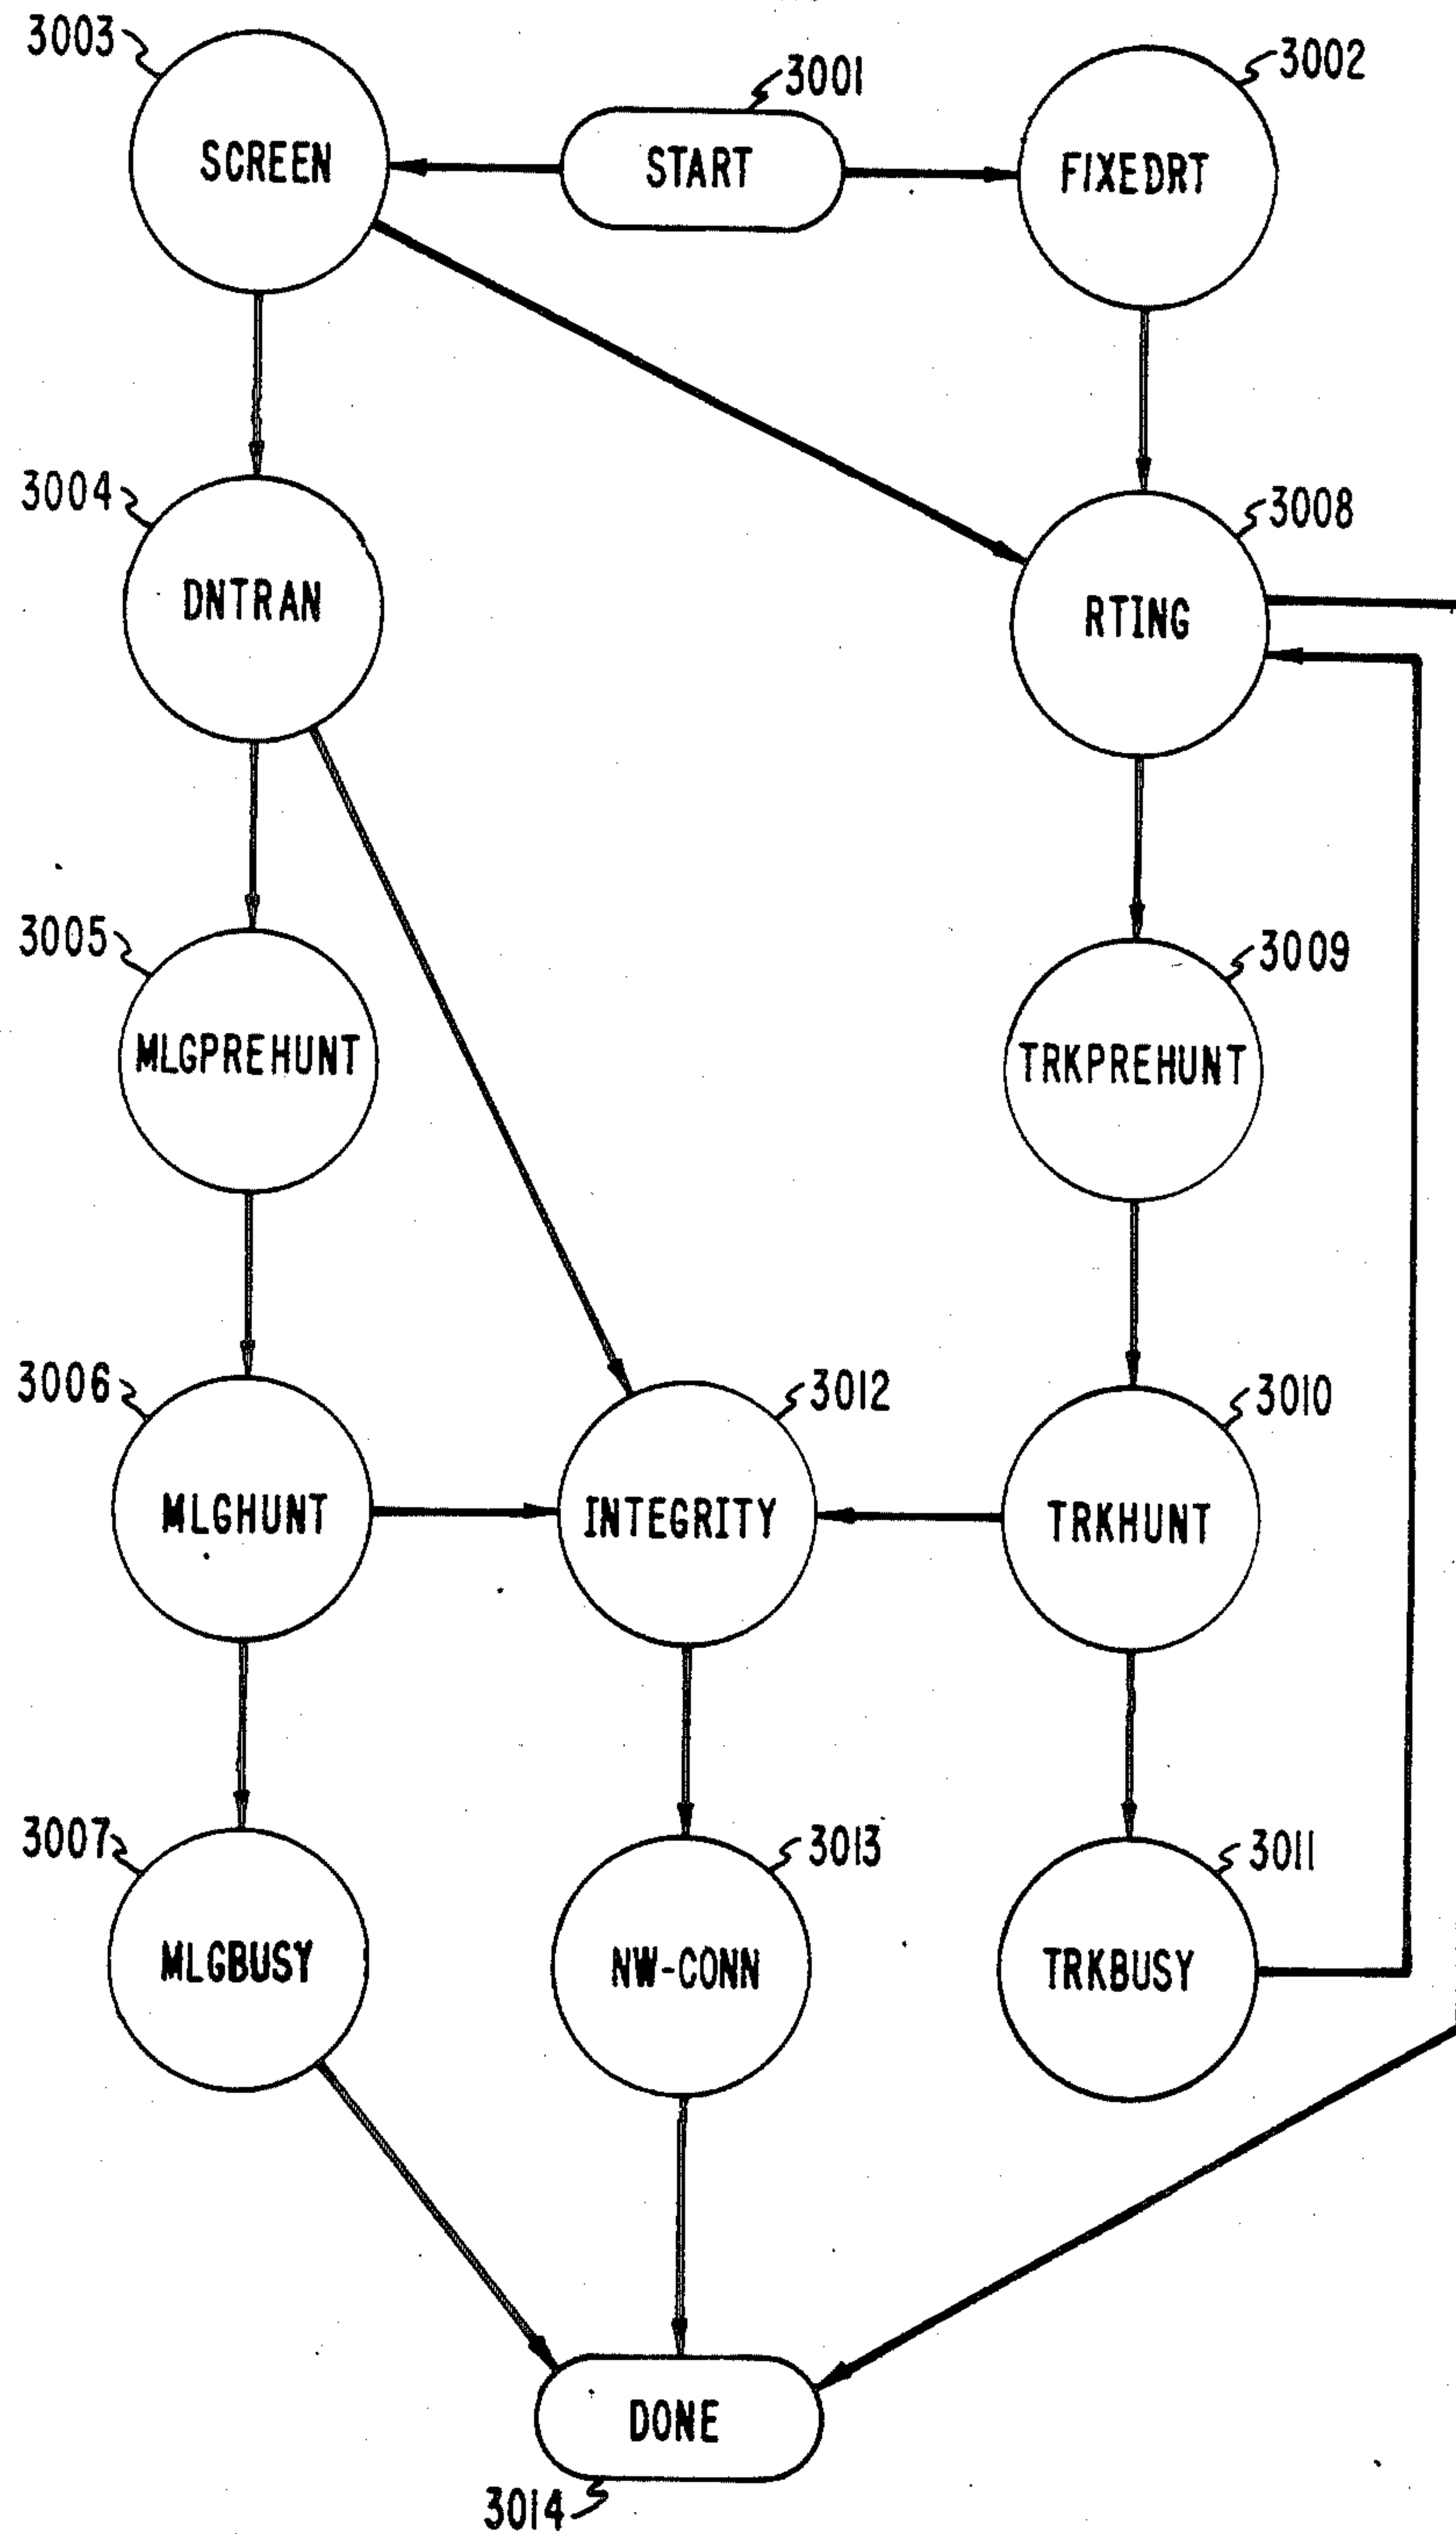 3003
3001
3002
SCREEN
START
FIXEDRT
3004
3008
DNTRAN
RTING
3005
3009
MLGPREHUNT
TRKPREHUNT
3006
3012
3010
MLGHUNT
INTEGRITY
TRKHUNT
3007
3013
3011
MLGBUSY
NW-CONN
TRKBUSY
DONE
3014